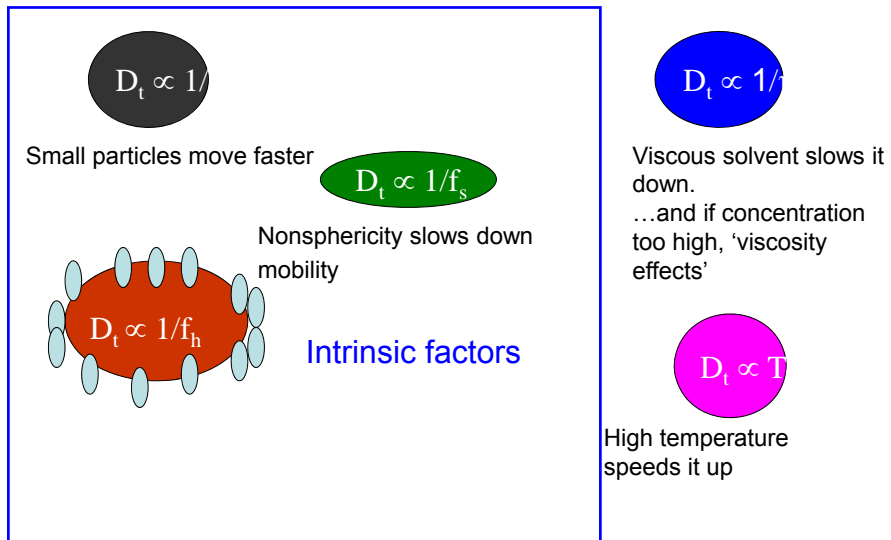 D_t ∝ 1/
Small particles move faster
D_t ∝ 1/f_s
Nonsphericity slows down
mobility
D_t ∝ 1/f_h
Intrinsic factors
D_t ∝ 1/
Viscous solvent slows it
down.
…and if concentration
too high, ‘viscosity
effects’
D_t ∝ T
High temperature
speeds it up